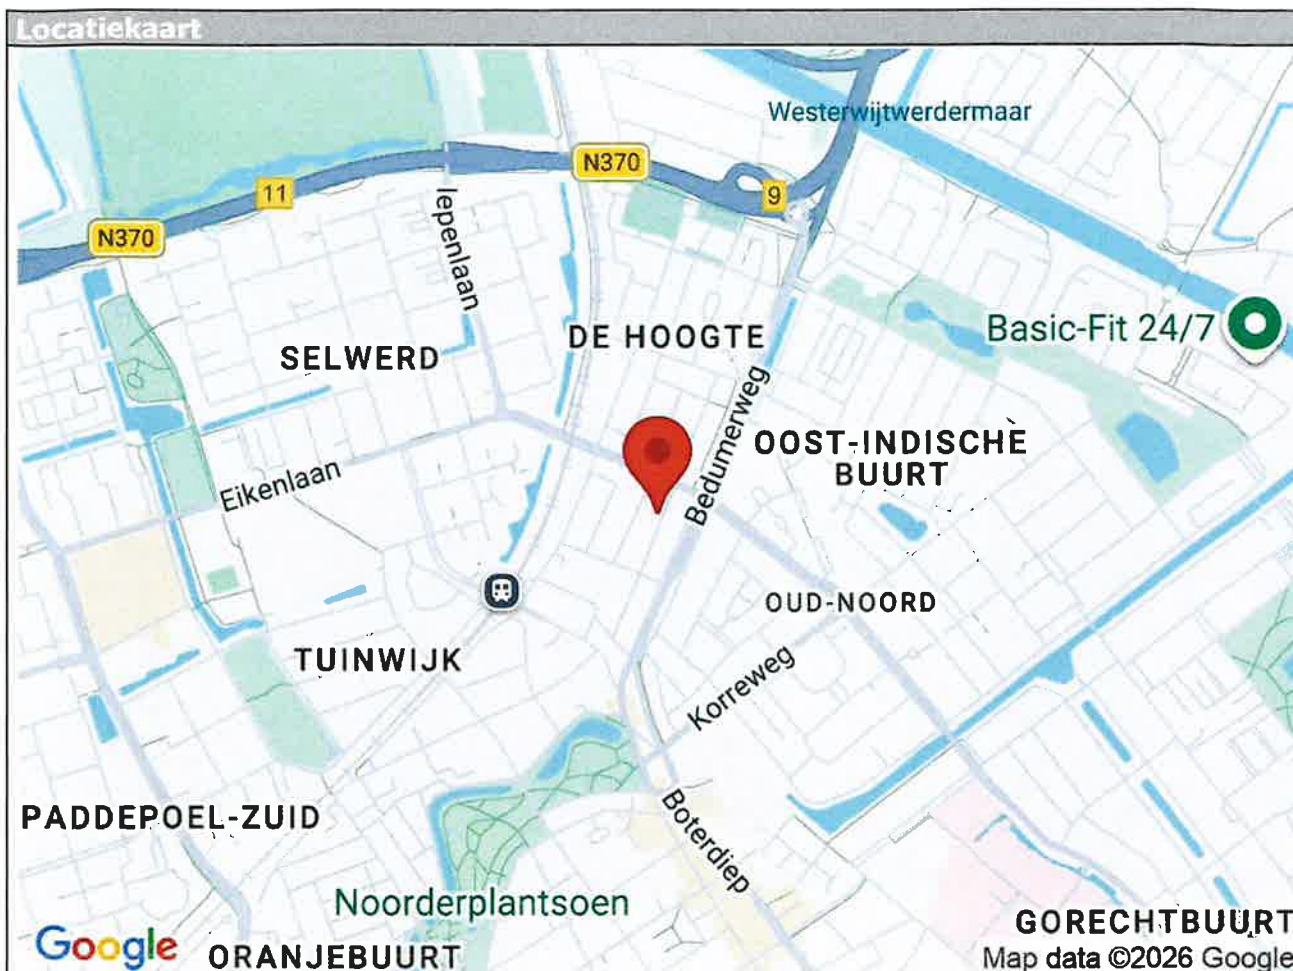 Locatiekaart
Westerwijtwerdermaar
N370
11
9
N370
Iepenlaan
DE HOOGTE
Basic-Fit 24/7
SELWERD
Bedumerweg
OOST-INDISCHE
BUURT
Eikenlaan
OUD-NOORD
TUINWIJK
Korreweg
PADDEPOEL-ZUID
Boterdiep
Noorderplantsoen
GORECHTBUURT
Google
ORANJEBUURT
Map data ©2026 Google